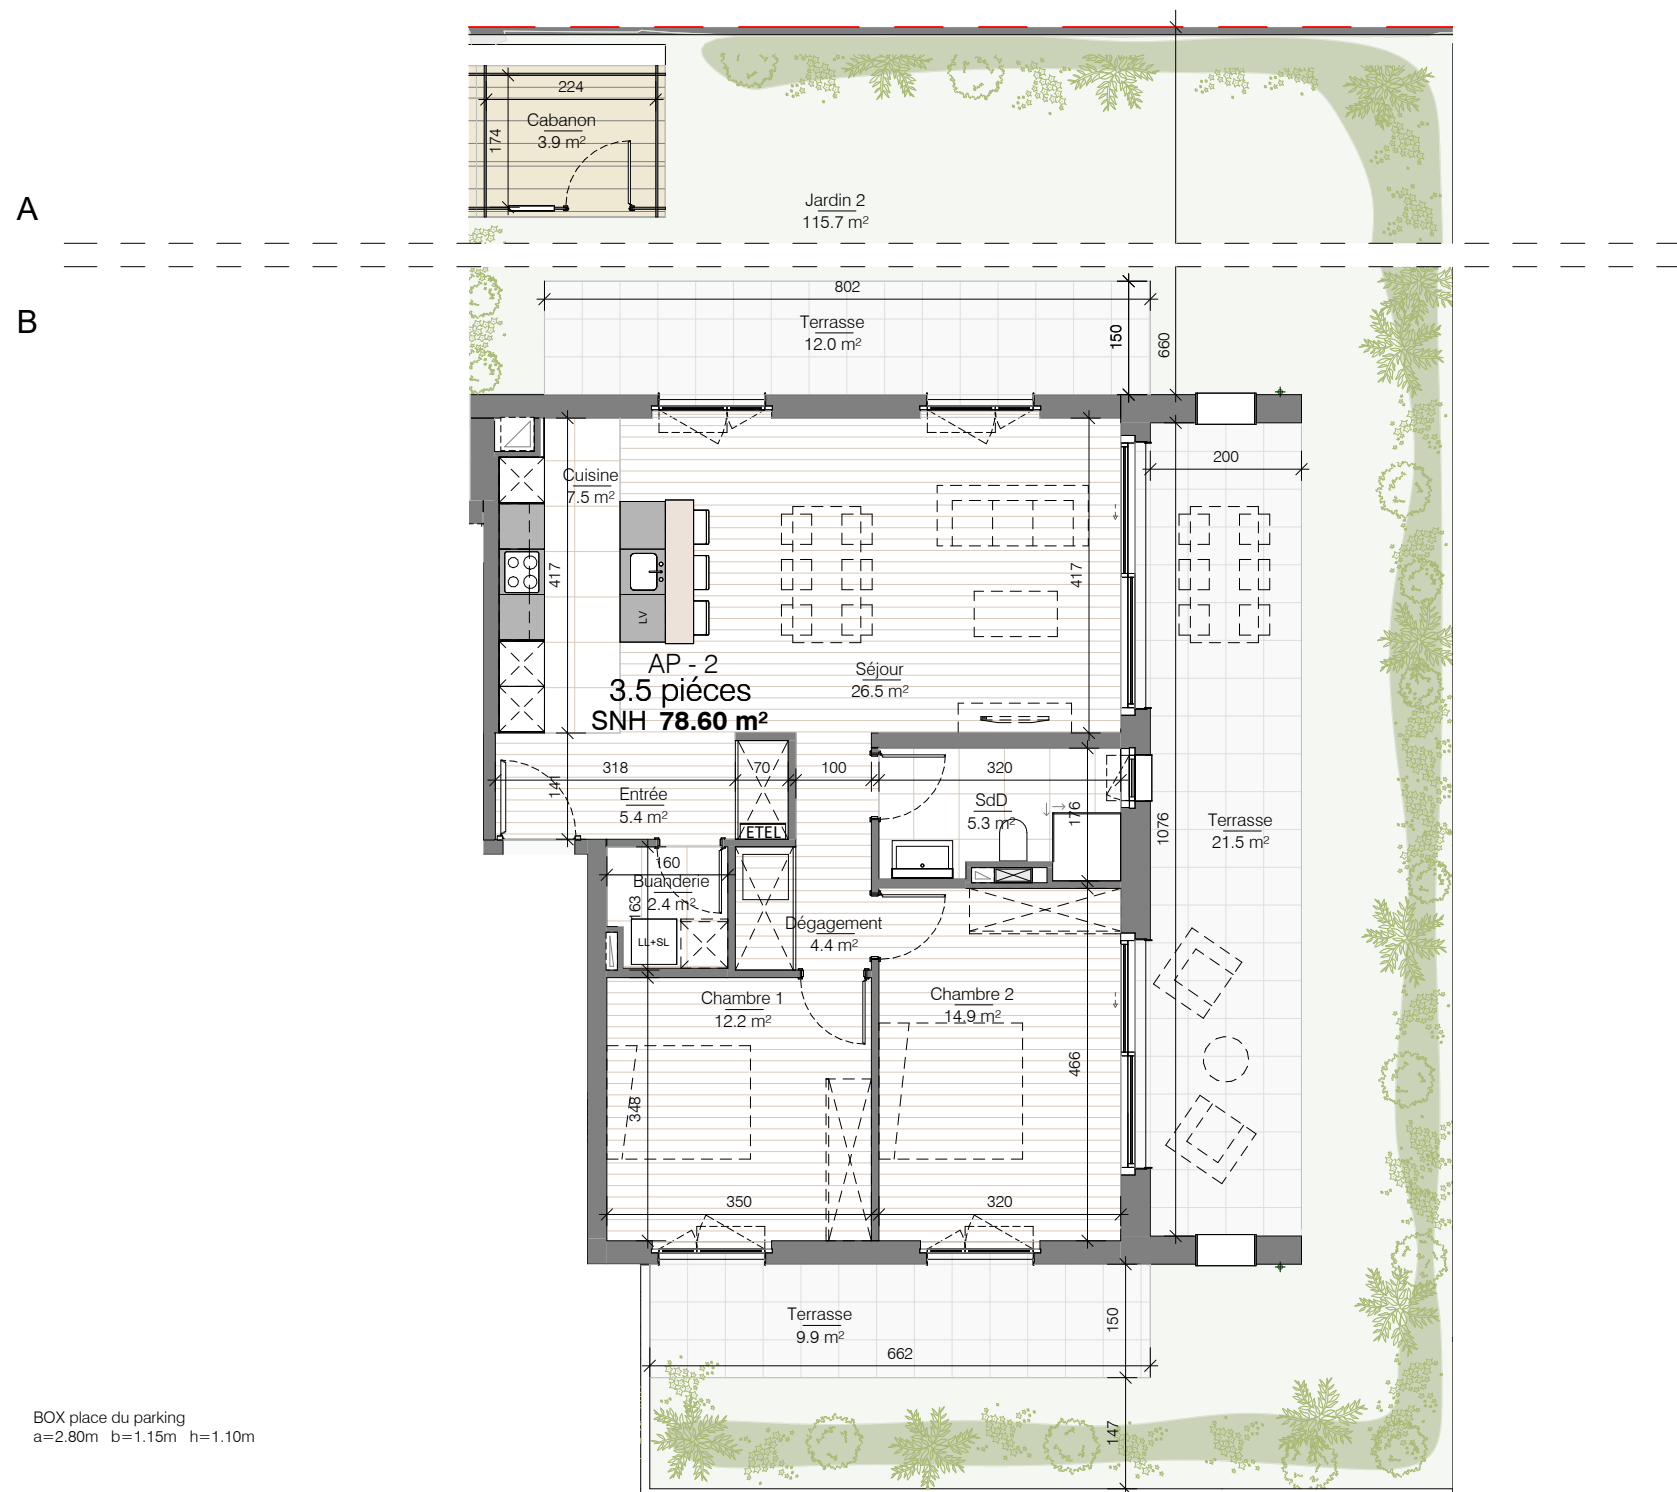 224
Cabanon
174
3.9 m²
A
Jardin 2
115.7 m²
B
802
Terrasse
12.0 m²
150
660
Cuisine
7.5 m²
200
417
417
LV
AP - 2
3.5 piéces
SNH 78.60 m²
Séjour
26.5 m²
318
70
100
320
141
Entrée
5.4 m²
ETEL
SdD
5.3 m²
176
1076
Terrasse
21.5 m²
160
Buanderie
2.4 m²
163
LL+SL
Dégagement
4.4 m²
Chambre 1
12.2 m²
Chambre 2
14.9 m²
466
348
350
320
Terrasse
9.9 m²
150
662
147
BOX place du parking
a=2.80m b=1.15m h=1.10m